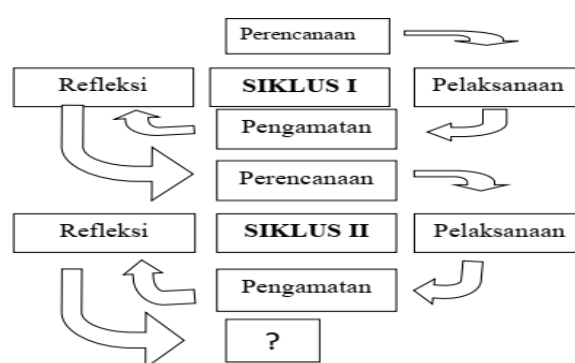 Perencanaan
Refleksi
SIKLUS I
Pelaksanaan
Pengamatan
Perencanaan
Refleksi
SIKLUS II
Pelaksanaan
Pengamatan
?